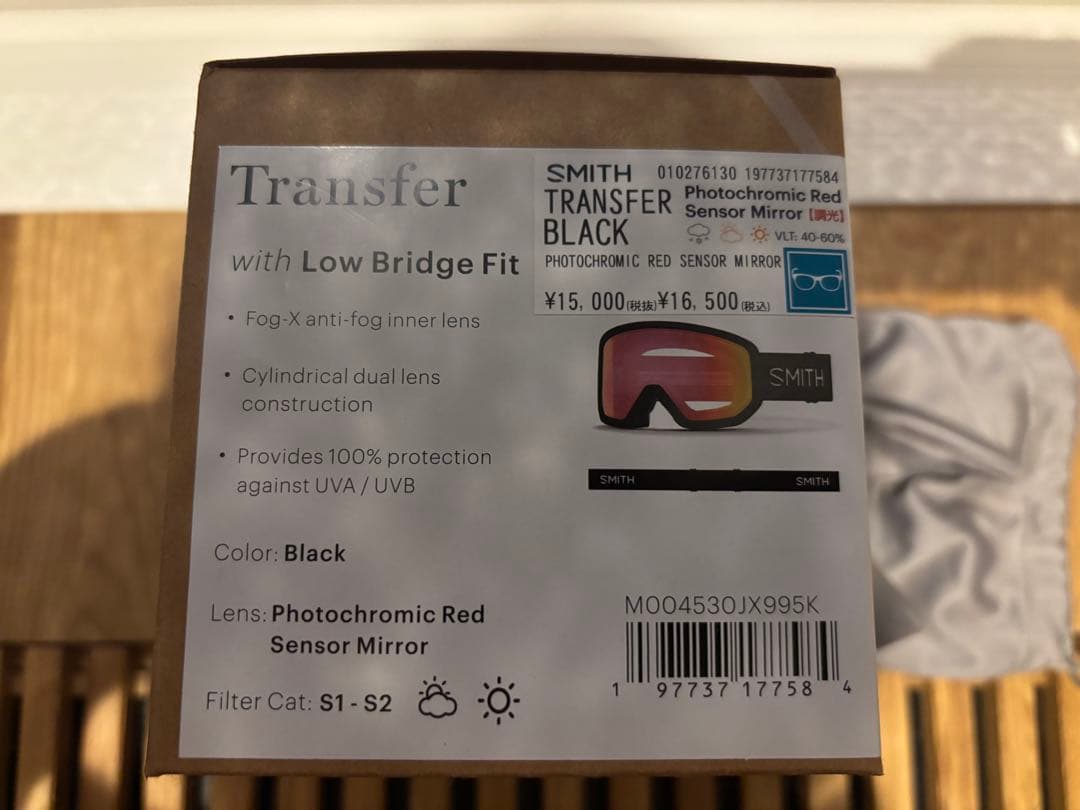 Transfer
with Low Bridge Fit
• Fog-X anti-fog inner lens
• Cylindrical dual lens
construction
• Provides 100% protection
against UVA / UVB
Color: Black
Lens: Photochromic Red
Sensor Mirror
Filter Cat: S1 - S2
SMITH 010276130 197737177584
TRANSFER
BLACK
Photochromic Red
Sensor Mirror【調光】
VLT: 40-60%
PHOTOCHROMIC RED SENSOR MIRROR
¥15,000(税抜)¥16,500(税込)
SMITH
SMITH SMITH
M004530JX995K
1 97737 17758 4